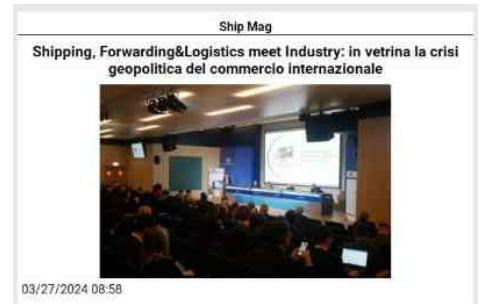 Ship Mag
Shipping, Forwarding&Logistics meet Industry: in vetrina la crisi
geopolitica del commercio internazionale
03/27/2024 08:58